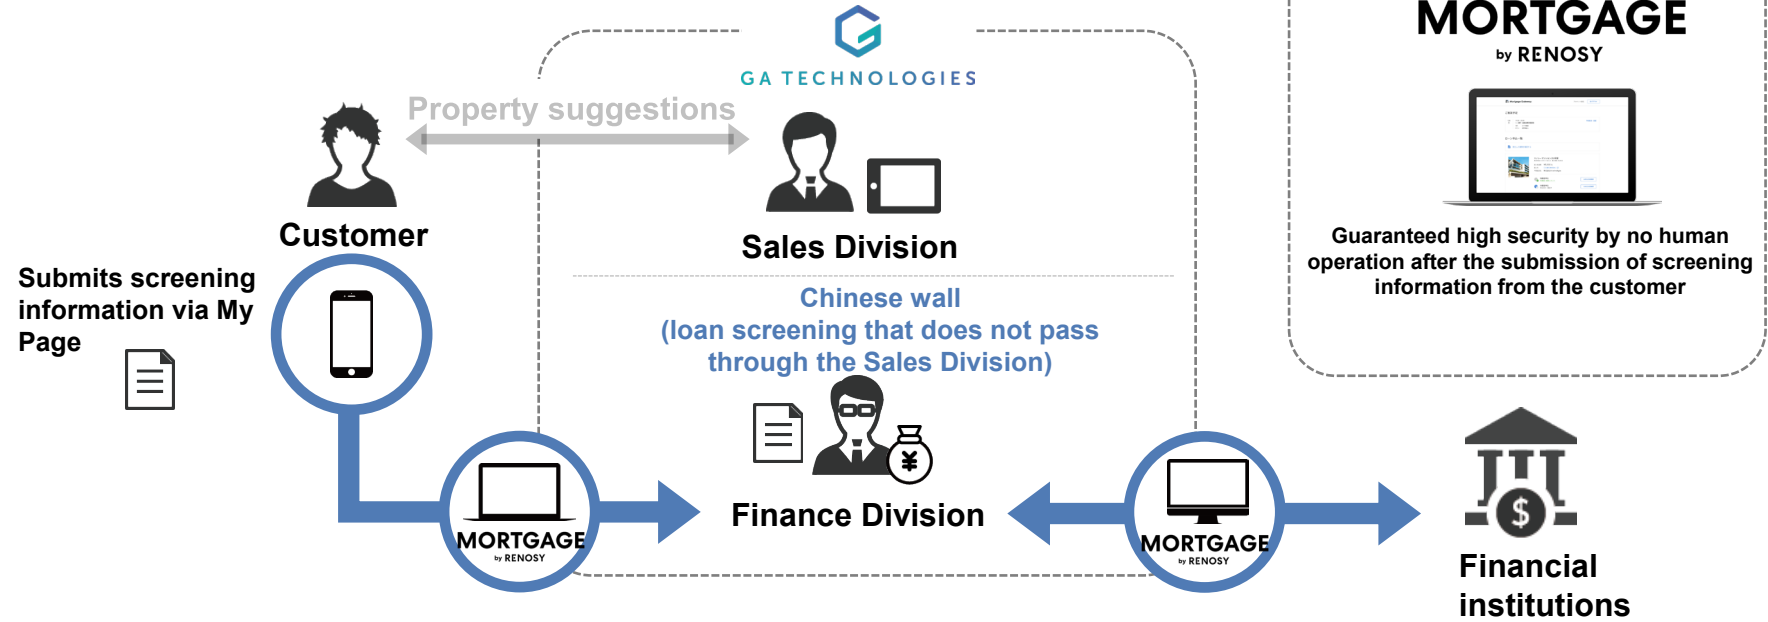 MORTGAGE
by RENOSY
GA TECHNOLOGIES
Property suggestions
Customer
Sales Division
Guaranteed high security by no human
operation after the submission of screening
information from the customer
Submits screening
information via My
Page
Chinese wall
(loan screening that does not pass
through the Sales Division)
¥
Finance Division
MORTGAGE
by RENOSY
MORTGAGE
by RENOSY
$
Financial
institutions